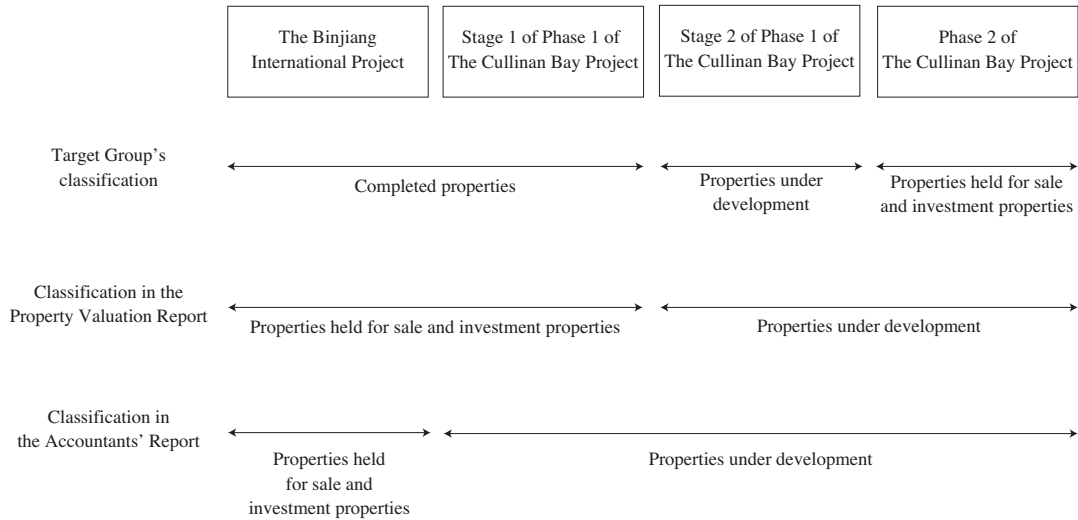 The Binjiang
International Project
Stage 1 of Phase 1 of
The Cullinan Bay Project
Stage 2 of Phase 1 of
The Cullinan Bay Project
Phase 2 of
The Cullinan Bay Project
Target Group’s
classification
Completed properties
Properties under
development
Properties held for sale
and investment properties
Classification in the
Property Valuation Report
Properties held for sale and investment properties
Properties under development
Classification in
the Accountants’ Report
Properties held
for sale and
investment properties
Properties under development